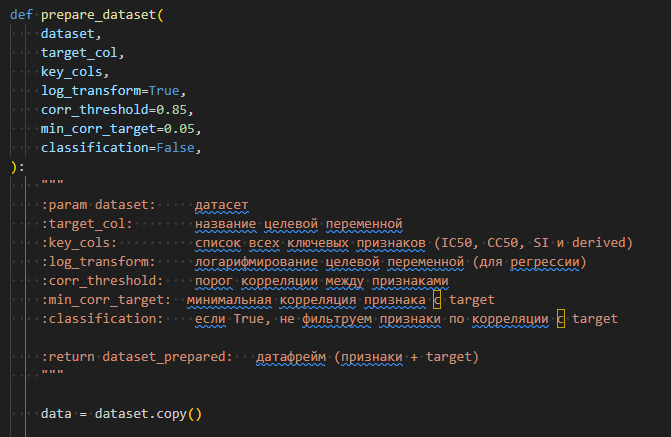 def prepare_dataset(
    dataset,
    target_col,
    key_cols,
    log_transform=True,
    corr_threshold=0.85,
    min_corr_target=0.05,
    classification=False,
):
    """
    :param dataset:     датасет
    :target_col:        название целевой переменной
    :key_cols:          список всех ключевых признаков (IC50, CC50, SI и derived)
    :log_transform:     логарифмирование целевой переменной (для регрессии)
    :corr_threshold:    порог корреляции между признаками
    :min_corr_target:  минимальная корреляция признака с target
    :classification:    если True, не фильтруем признаки по корреляции с target

    :return dataset_prepared:   датафрейм (признаки + target)
    """

    data = dataset.copy()